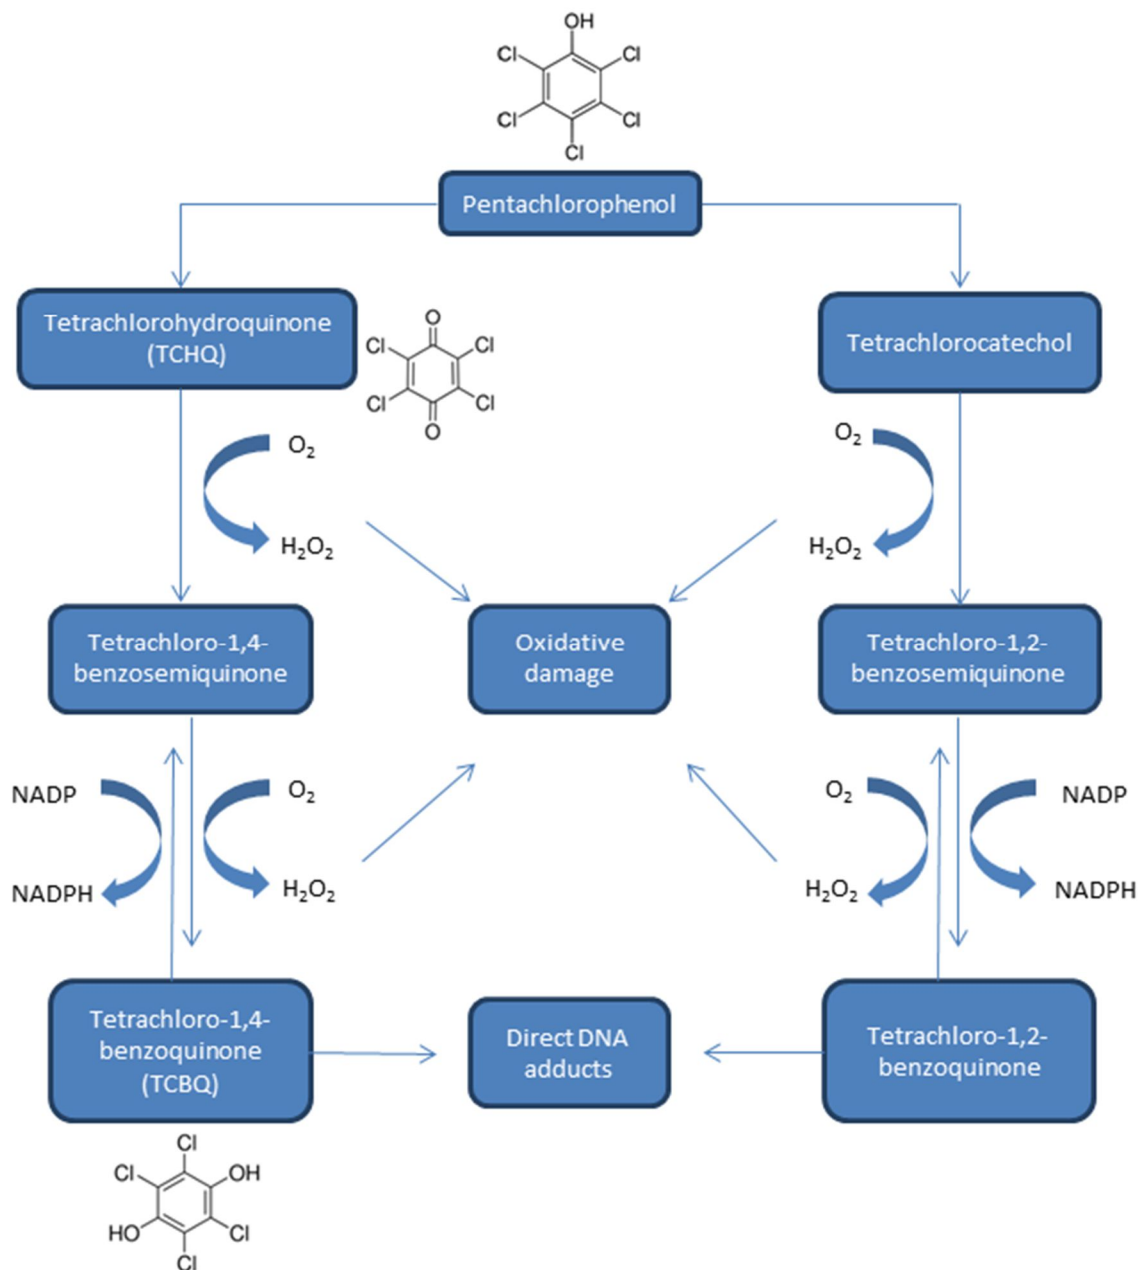 OH
Cl
Cl
Cl
Cl
Cl
Pentachlorophenol
Tetrachlorohydroquinone
(TCHQ)
O
Cl
Cl
Cl
Cl
O
Tetrachlorocatechol
O₂
H₂O₂
O₂
H₂O₂
Tetrachloro-1,4-
benzosemiquinone
Oxidative
damage
Tetrachloro-1,2-
benzosemiquinone
NADP
NADPH
O₂
H₂O₂
O₂
H₂O₂
NADP
NADPH
Tetrachloro-1,4-
benzoquinone
(TCBQ)
Direct DNA
adducts
Tetrachloro-1,2-
benzoquinone
Cl
Cl
OH
HO
Cl
Cl